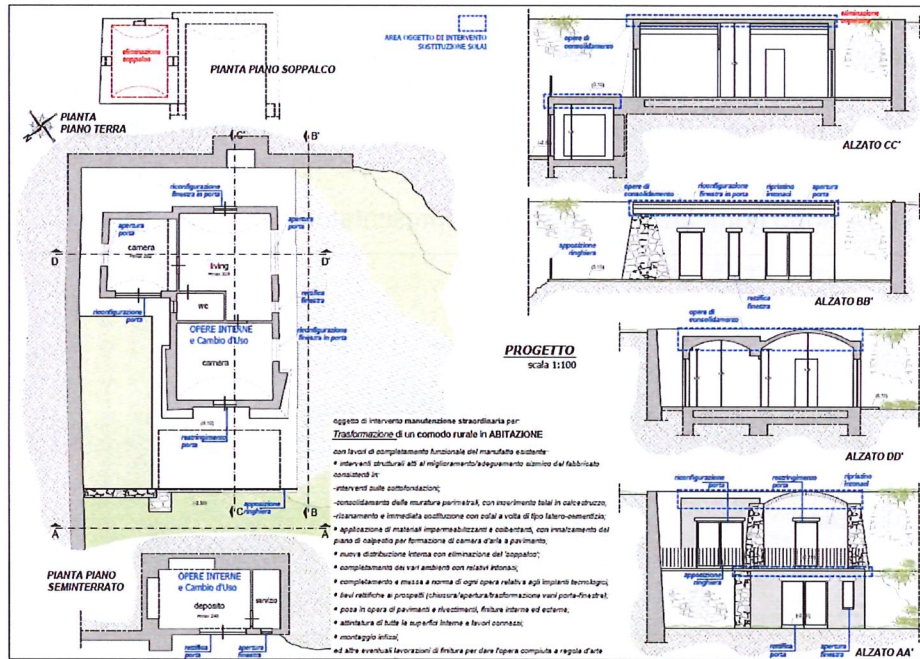 eliminazione
soppalco
PIANTA PIANO SOPPALCO
AREA OGGETTO DI INTERVENTO
SOSTITUZIONE SOLAI
PIANTA
PIANO TERRA
N
C'
B'
riconfigurazione
finestra in porta
apertura
porta
apertura
porta
camera
living
D
D'
wc
rettifica
finestra
riconfigurazione
porta
OPERE INTERNE
e Cambio d'Uso
riconfigurazione
finestra in porta
camera
restringimento
porta
apposizione
ringhiera
C
B
A
A'
PIANTA PIANO
SEMINTERRATO
OPERE INTERNE
e Cambio d'Uso
deposito
servizio
rettifica
porta
apertura
finestra
PROGETTO
scala 1:100
oggetto di intervento manutenzione straordinaria per:
Trasformazione di un comodo rurale in ABITAZIONE
con lavori di completamento funzionale del manufatto esistente:
* interventi strutturali atti al miglioramento/adeguamento sismico del fabbricato
consistenti in:
-interventi sulle sottofondazioni;
-consolidamento delle murature perimetrali, con inserimento telai in calcestruzzo;
-risanamento e immediata sostituzione con solai a volta di tipo latero-cementizio;
* applicazione di materiali impermeabilizzanti e coibentanti, con innalzamento del
piano di calpestio per formazione di camera d'aria a pavimento;
* nuova distribuzione interna con eliminazione del 'soppalco';
* completamento dei vari ambienti con relativi intonaci;
* completamento e messa a norma di ogni opera relativa agli impianti tecnologici;
* lievi rettifiche ai prospetti (chiusura/apertura/trasformazione vani porta-finestre);
* posa in opera di pavimenti e rivestimenti, finiture interne ed esterne;
* attintatura di tutte le superfici interne e lavori connessi;
* montaggio infissi;
ed altre eventuali lavorazioni di finitura per dare l'opera compiuta a regola d'arte
eliminazione
soppalco
opere di
consolidamento
ALZATO CC'
opere di
consolidamento
riconfigurazione
finestra in porta
ripristino
intonaci
apertura
porta
apposizione
ringhiera
rettifica
finestra
ALZATO BB'
opere di
consolidamento
ALZATO DD'
riconfigurazione
porta
restringimento
porta
ripristino
intonaci
apposizione
ringhiera
rettifica
porta
apertura
finestra
ALZATO AA'